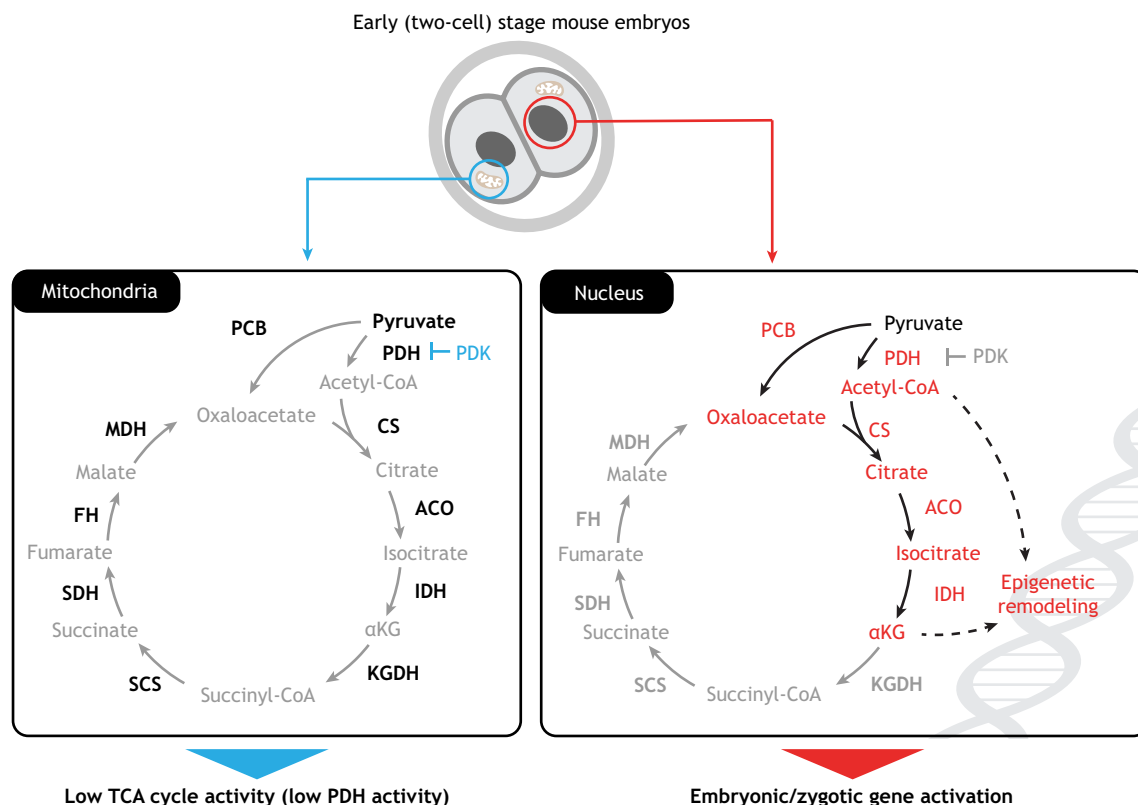 Early (two-cell) stage mouse embryos
Mitochondria
PCB
Pyruvate
PDH
PDK
Acetyl-CoA
Oxaloacetate
CS
MDH
Citrate
Malate
ACO
FH
Isocitrate
Fumarate
IDH
SDH
αKG
Succinate
KGDH
SCS
Succinyl-CoA
Low TCA cycle activity (low PDH activity)
Nucleus
PCB
Pyruvate
PDH
PDK
Acetyl-CoA
Oxaloacetate
CS
MDH
Citrate
Malate
ACO
FH
Isocitrate
Fumarate
IDH
Epigenetic
remodeling
SDH
αKG
Succinate
KGDH
SCS
Succinyl-CoA
Embryonic/zygotic gene activation